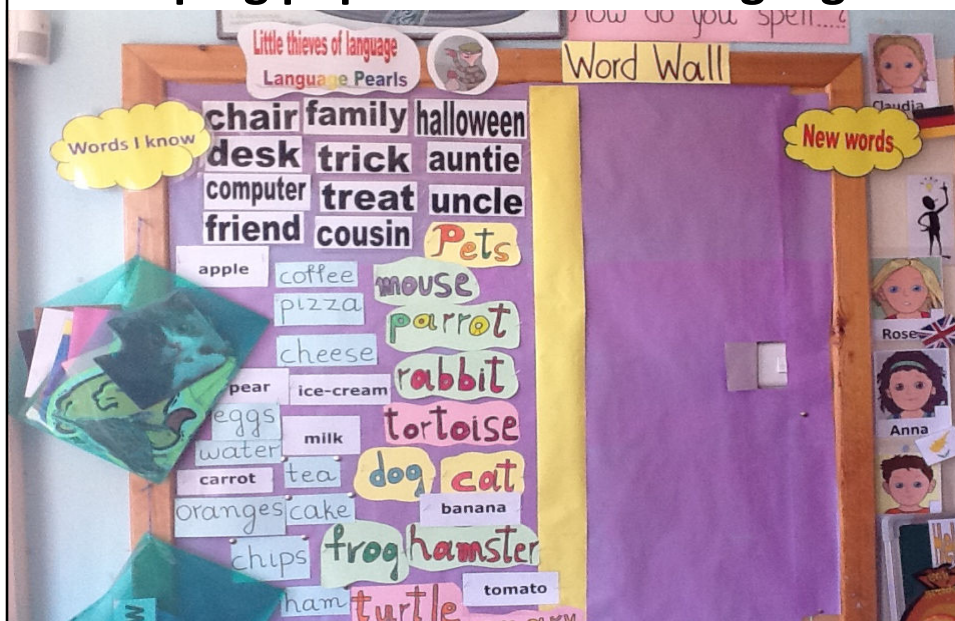 How do you spell....?
Little thieves of language
Language Pearls
Word Wall
Claudia
Words I know
New words
chair family halloween
desk trick auntie
computer treat uncle
friend cousin
Pets
apple coffee mouse
pizza parrot
cheese
pear ice-cream rabbit
eggs
water milk tortoise
carrot tea dog cat
oranges cake banana
chips frog hamster
ham turtle tomato
Rose
Anna